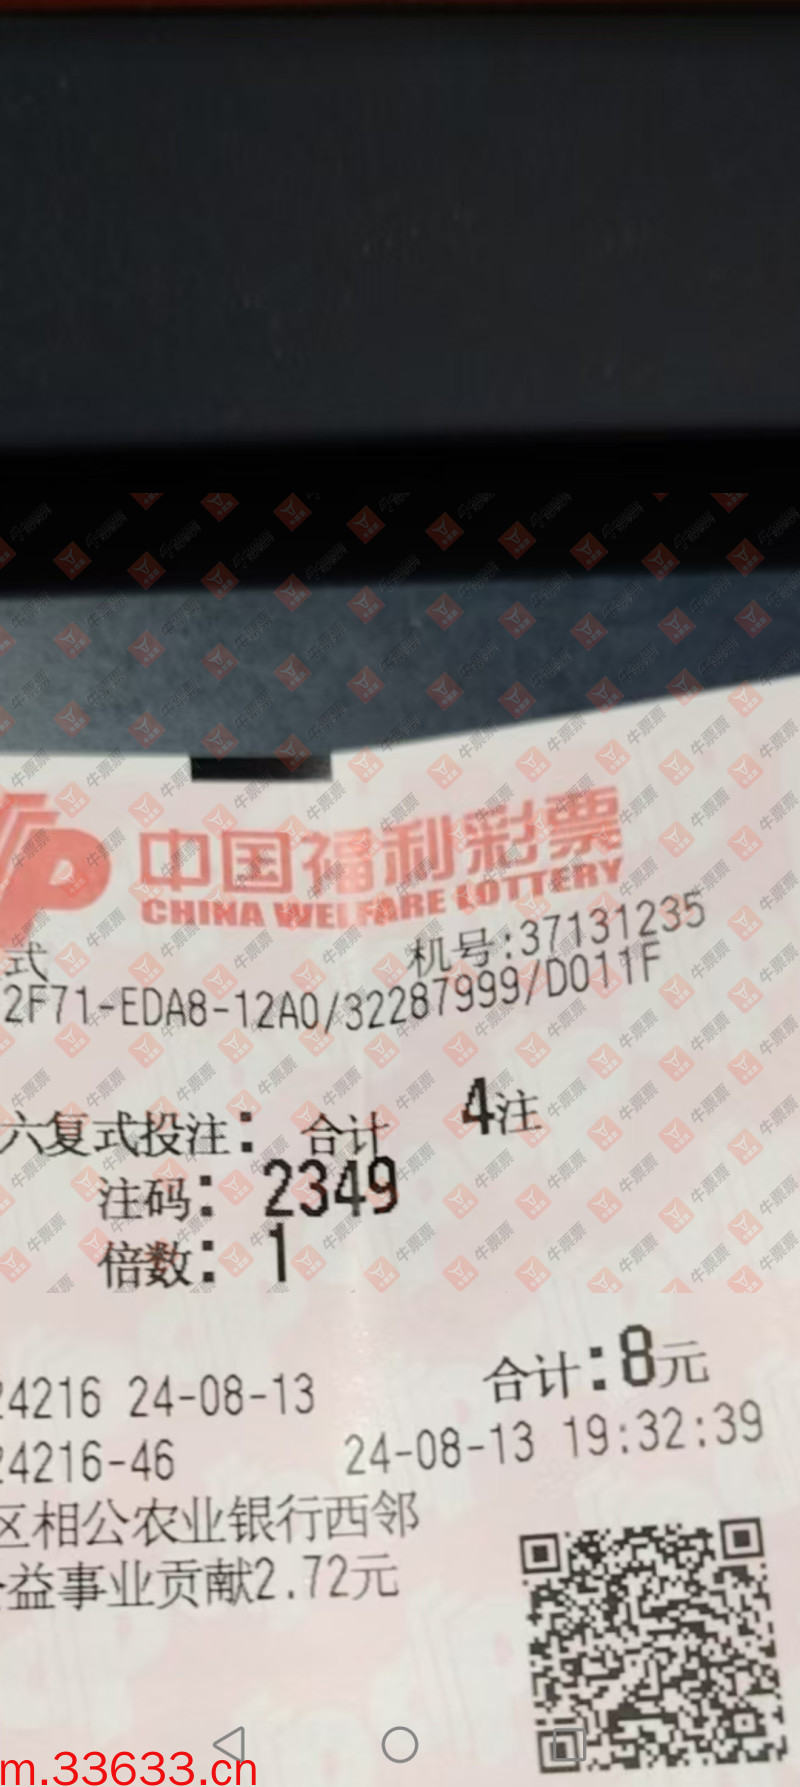 中国福利彩票
CHINA WELFARE LOTTERY
式 机号:37131235
2F71-EDA8-12A0/32287999/D011F
六复式投注: 合计 4注
注码: 2349
倍数: 1
合计:8元
24216 24-08-13
24216-46 24-08-13 19:32:39
区相公农业银行西邻
益事业贡献2.72元
牛票票
m.33633.cn